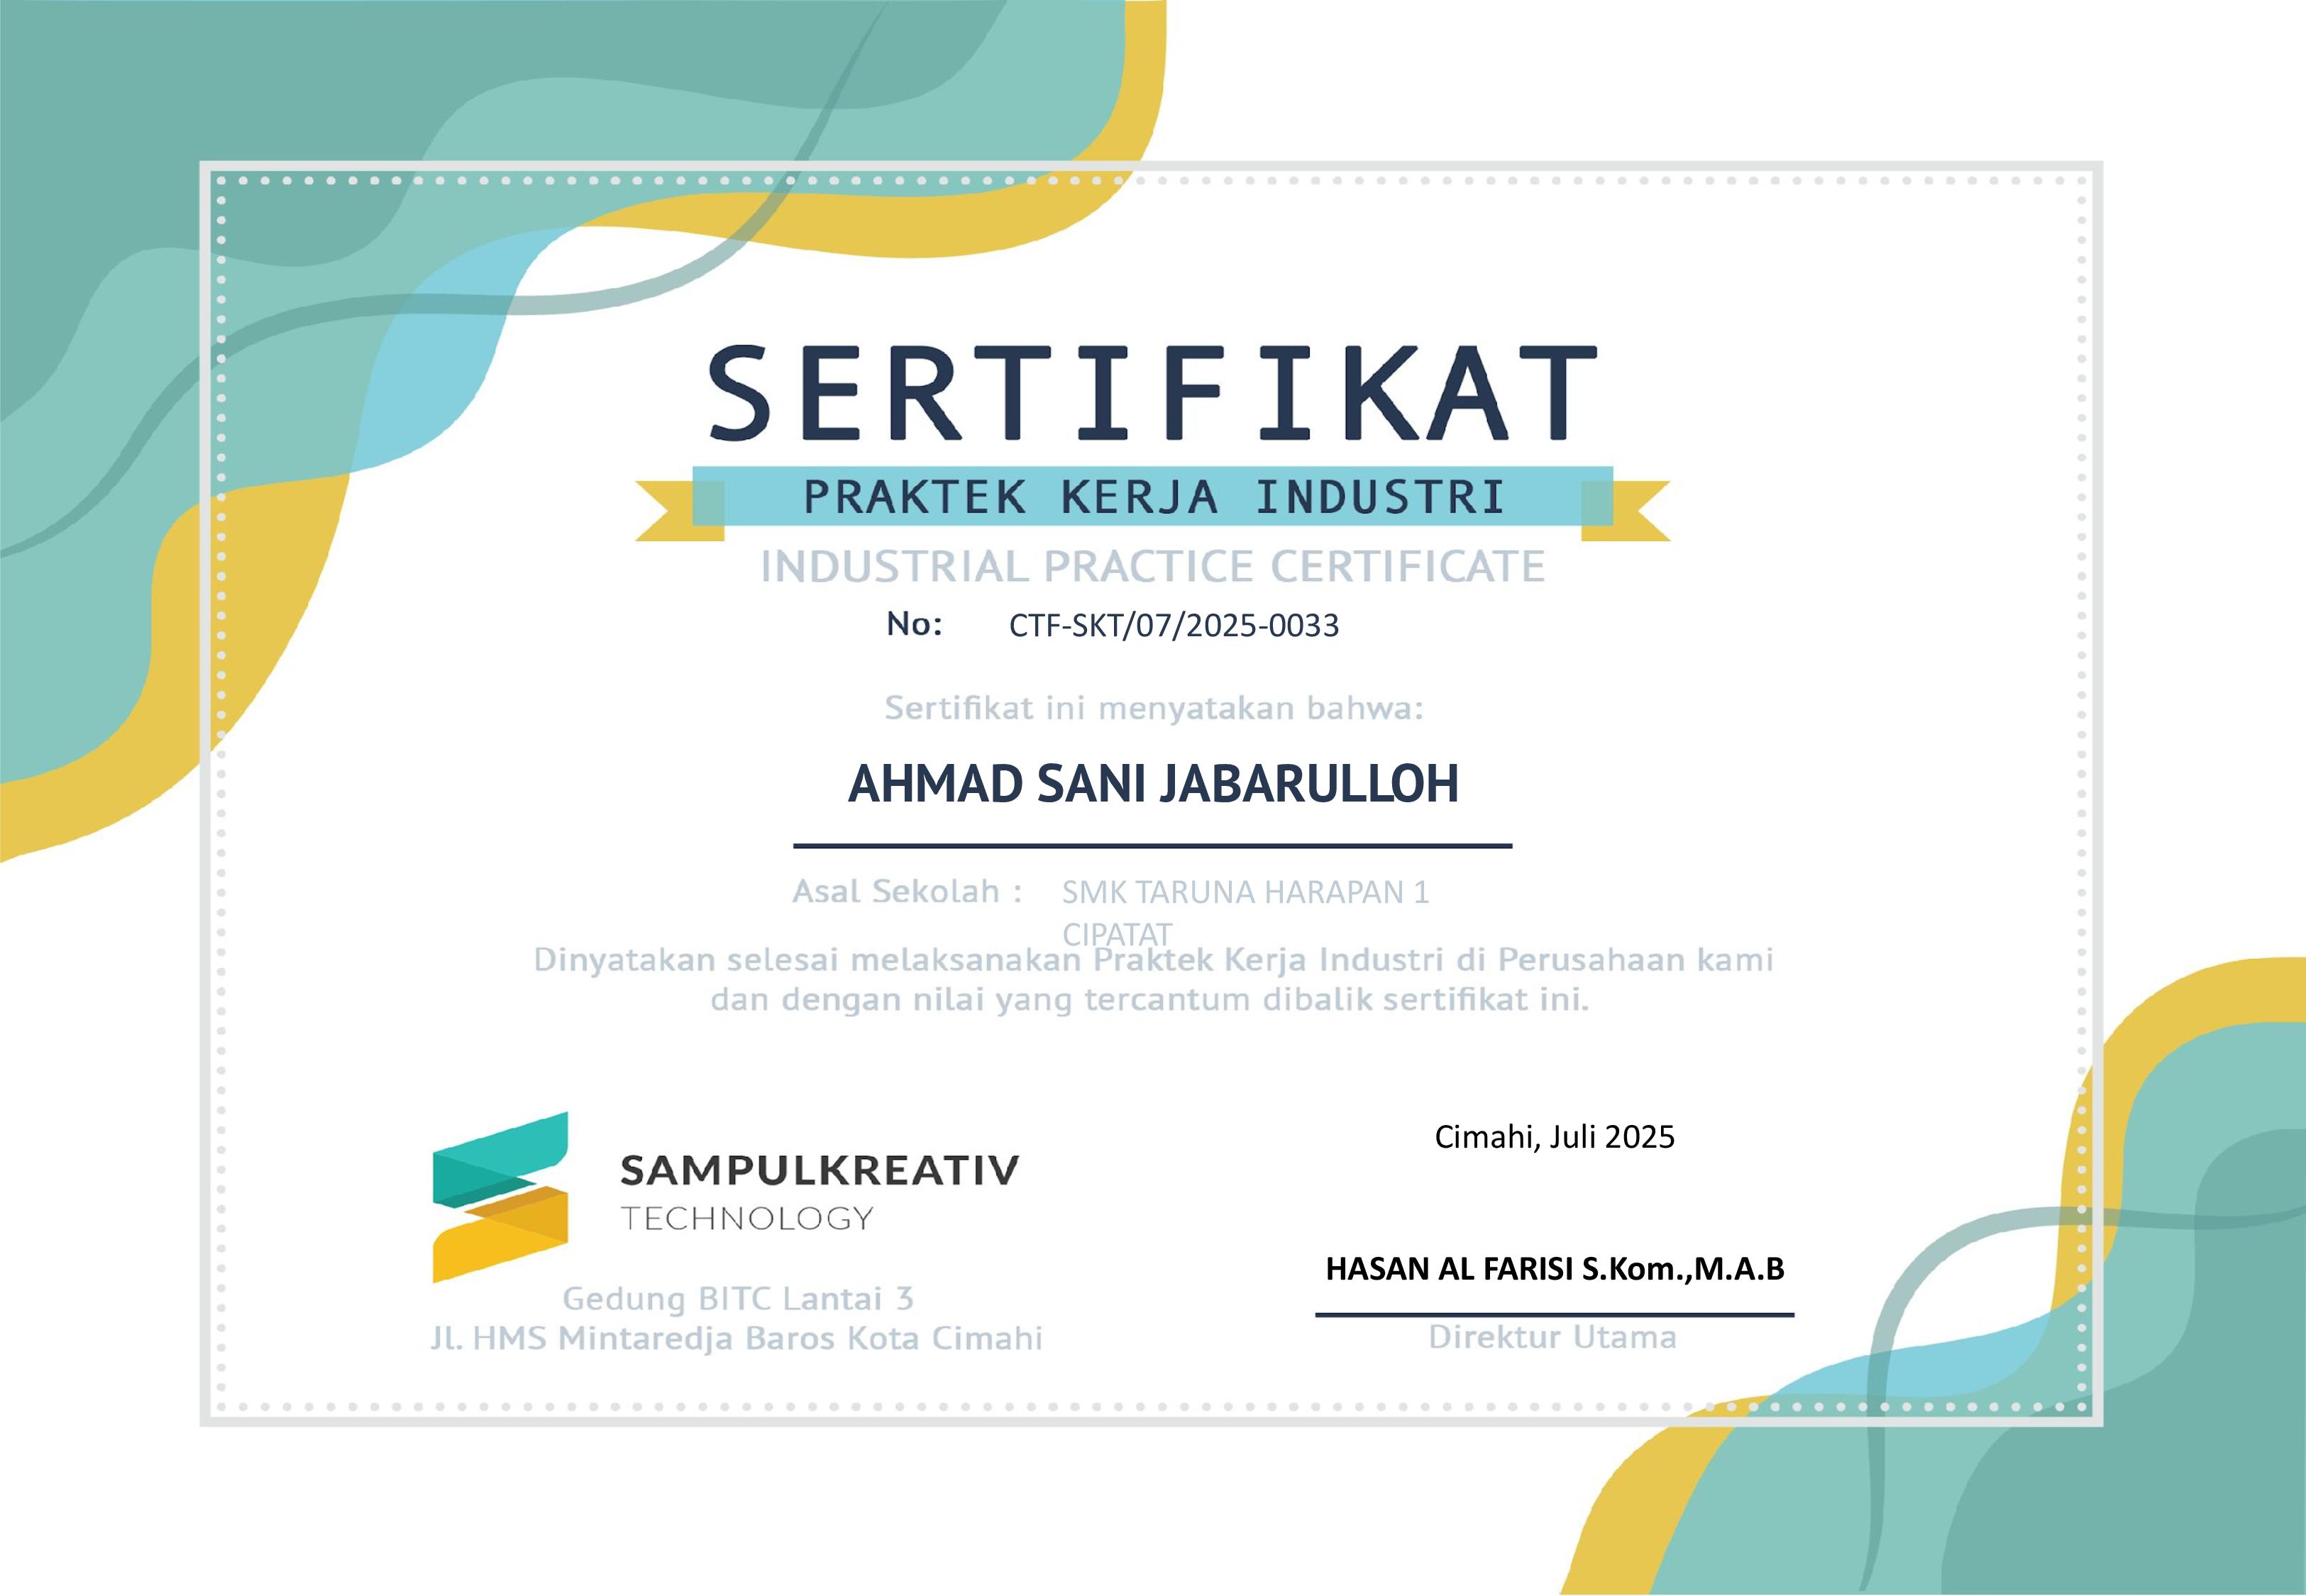 SERTIFIKAT
PRAKTEK KERJA INDUSTRI
INDUSTRIAL PRACTICE CERTIFICATE
No: CTF-SKT/07/2025-0033
Sertifikat ini menyatakan bahwa:
AHMAD SANI JABARULLOH
Asal Sekolah : SMK TARUNA HARAPAN 1
CIPATAT
Dinyatakan selesai melaksanakan Praktek Kerja Industri di Perusahaan kami
dan dengan nilai yang tercantum dibalik sertifikat ini.
SAMPULKREATIV
TECHNOLOGY
Gedung BITC Lantai 3
Jl. HMS Mintaredja Baros Kota Cimahi
Cimahi, Juli 2025
HASAN AL FARISI S.Kom.,M.A.B
Direktur Utama